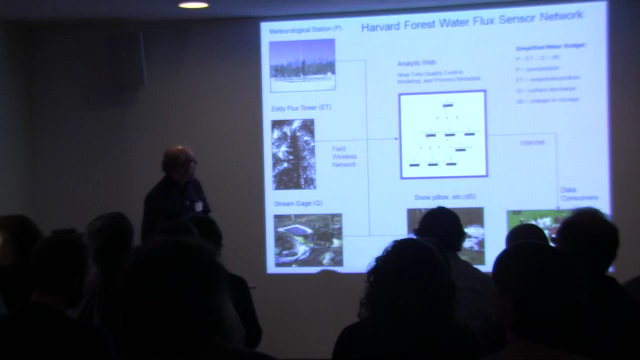 Harvard Forest Water Flux Sensor Network
Meteorological Station (P)
Analytic Web
Real-Time Quality Control,
Modeling, and Process Metadata
Simplified Water Budget
P - ET = Q + dS
P = precipitation
ET = evapotranspiration
Q = surface discharge
dS = change in storage
Eddy Flux Tower (ET)
Field
Wireless
Network
Internet
Stream Gage (Q)
Snow pillow, etc (dS)
Data
Consumers